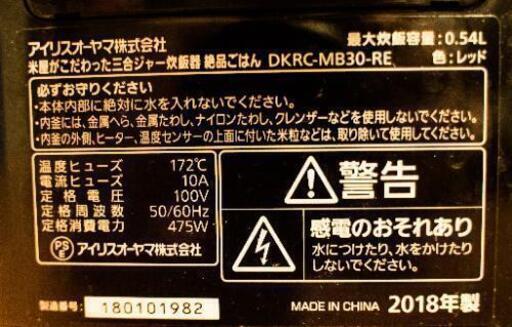 アイリスオーヤマ株式会社
最大炊飯容量:0.54L
米屋がこだわった三合ジャー炊飯器 絶品ごはん DKRC-MB30-RE
色:レッド
必ずお守りください
・本体内部に絶対に水を入れないでください。
・内釜には、金属へら、金属たわし、ナイロンたわし、クレンザーなどを使用しないでください。
・内釜の外側、ヒーター、温度センサーの上面に付いた米粒などは、取り除いて使用してください。
温度ヒューズ 172℃
電流ヒューズ 10A
定格電圧 100V
定格周波数 50/60Hz
定格消費電力 475W
PSE アイリスオーヤマ株式会社
警告
感電のおそれあり
水につけたり、水をかけたり
しないでください。
製造番号: 180101982
MADE IN CHINA 2018年製